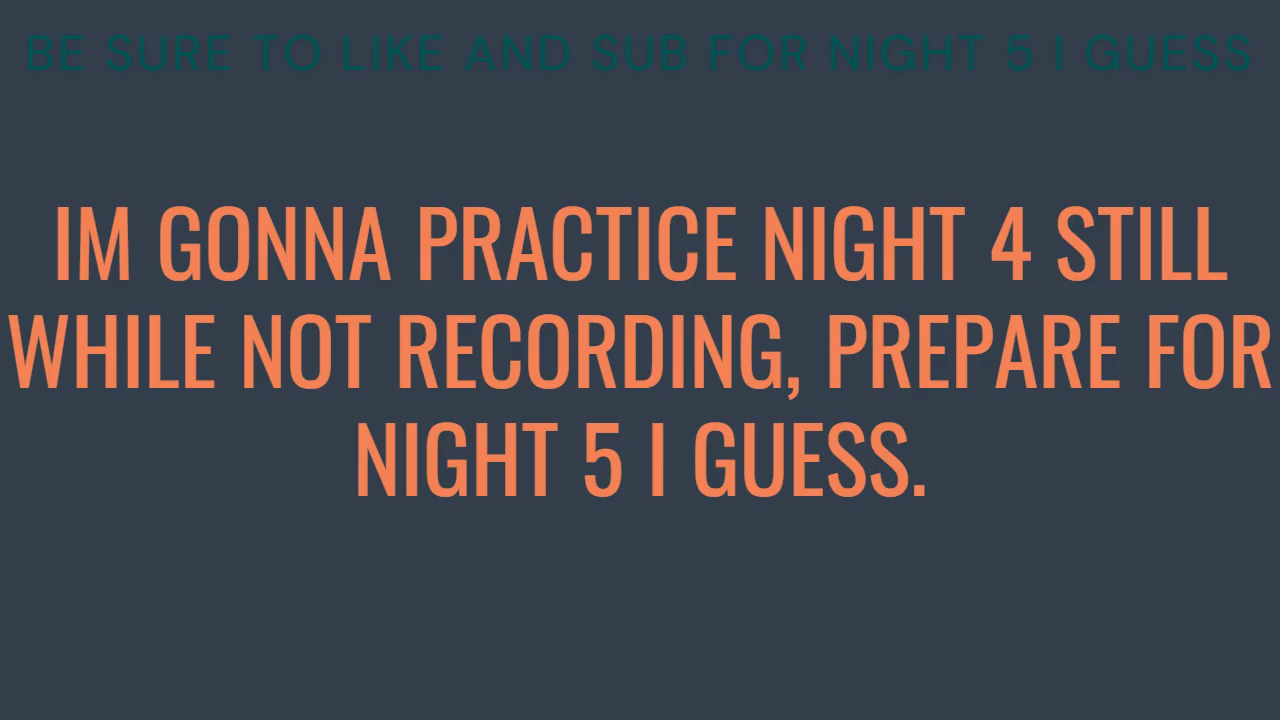 BE SURE TO LIKE AND SUB FOR NIGHT 5 I GUESS
IM GONNA PRACTICE NIGHT 4 STILL
WHILE NOT RECORDING, PREPARE FOR
NIGHT 5 I GUESS.